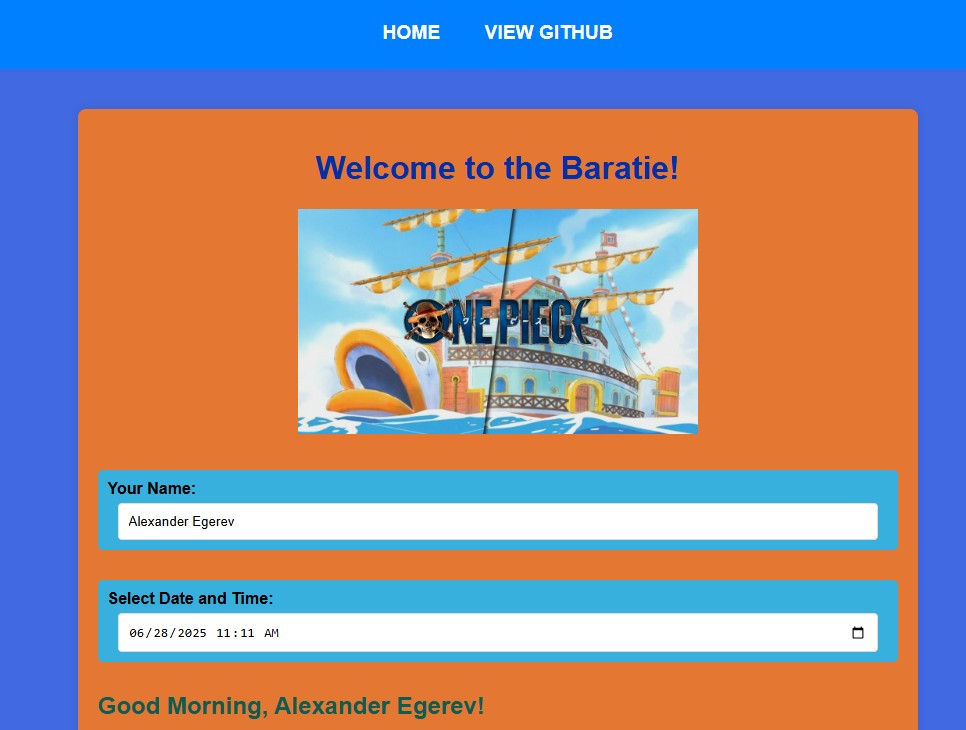 HOME VIEW GITHUB
Welcome to the Baratie!
ONE PIECE
Your Name:
Alexander Egerev
Select Date and Time:
06/28/2025 11:11 AM
Good Morning, Alexander Egerev!